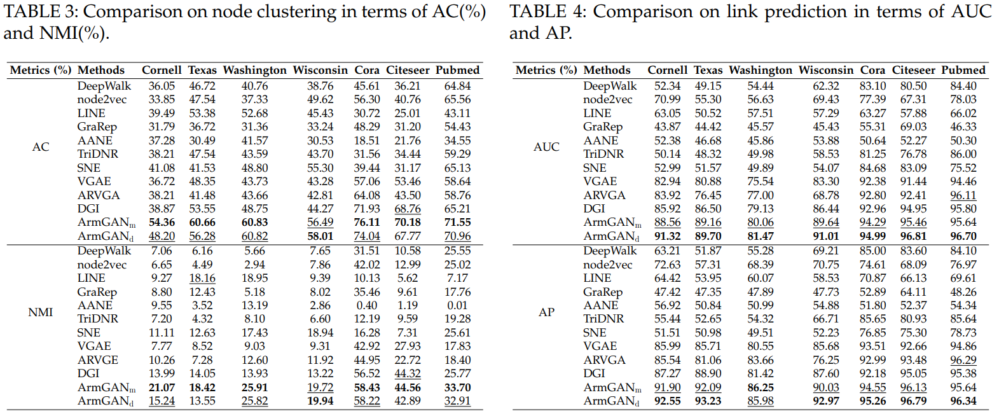 TABLE 3: Comparison on node clustering in terms of AC(%)
and NMI(%).
Metrics (%) Methods Cornell Texas Washington Wisconsin Cora Citeseer Pubmed
DeepWalk 36.05 46.72 40.76 38.76 45.61 36.21 64.84
node2vec 33.85 47.54 37.33 49.62 56.30 40.76 65.56
LINE 39.49 53.38 52.68 45.43 30.72 25.01 43.11
GraRep 31.79 36.72 31.36 33.24 48.29 31.20 54.43
AC AANE 37.28 30.49 41.57 30.53 18.51 21.76 34.55
TriDNR 38.21 47.54 43.59 43.70 31.56 34.44 59.29
SNE 41.08 41.53 48.80 55.30 39.44 31.17 65.13
VGAE 36.72 48.35 43.73 43.28 57.06 53.46 58.64
ARVGA 38.21 41.48 43.66 42.81 64.08 43.50 58.76
DGI 38.87 53.55 48.75 44.27 71.93 68.76 65.21
ArmGANm 54.36 60.66 60.83 56.49 76.11 70.18 71.55
ArmGANd 48.20 56.28 60.82 58.01 74.04 67.77 70.96
DeepWalk 7.06 6.16 5.66 7.65 31.51 10.58 25.55
node2vec 6.65 4.49 2.94 7.86 42.02 12.99 25.02
LINE 9.27 18.16 18.95 9.39 10.13 5.62 7.17
GraRep 8.80 12.43 5.18 8.02 35.46 9.61 17.76
NMI AANE 9.55 3.52 13.19 2.86 0.40 1.19 0.01
TriDNR 7.20 4.32 8.10 6.60 12.19 9.59 19.28
SNE 11.11 12.63 17.43 18.94 16.28 7.31 25.61
VGAE 7.77 8.52 9.03 9.31 42.92 27.93 17.83
ARVGE 10.26 7.28 12.60 11.92 44.95 22.72 18.40
DGI 13.99 14.05 13.93 13.22 56.52 44.32 25.77
ArmGANm 21.07 18.42 25.91 19.72 58.43 44.56 33.70
ArmGANd 15.24 13.55 25.82 19.94 58.22 42.89 32.91
TABLE 4: Comparison on link prediction in terms of AUC
and AP.
Metrics (%) Methods Cornell Texas Washington Wisconsin Cora Citeseer Pubmed
DeepWalk 52.34 49.15 54.44 62.32 83.10 80.50 84.40
node2vec 70.99 55.30 56.63 69.43 77.39 67.31 78.03
LINE 63.05 50.52 57.51 57.29 63.27 57.88 66.02
GraRep 43.87 44.42 45.57 45.43 55.31 69.03 46.33
AUC AANE 52.38 46.68 45.86 53.88 50.64 52.27 50.30
TriDNR 50.14 48.32 49.98 58.53 81.25 76.78 86.00
SNE 52.99 51.57 49.89 54.07 84.68 83.09 75.52
VGAE 82.94 80.88 75.54 83.30 92.38 91.44 94.46
ARVGA 83.92 76.45 77.00 68.78 92.80 92.41 96.11
DGI 85.92 86.50 79.13 86.44 92.96 94.95 95.80
ArmGANm 88.56 89.16 80.06 89.64 94.29 95.46 95.64
ArmGANd 91.32 89.70 81.47 91.01 94.99 96.81 96.70
DeepWalk 63.21 51.87 55.28 69.21 85.00 83.60 84.10
node2vec 72.63 57.31 68.39 70.75 74.61 68.09 76.97
LINE 64.42 53.95 60.07 58.53 70.87 66.13 69.61
GraRep 47.42 47.35 47.89 47.73 52.89 64.11 48.26
AP AANE 56.92 50.84 50.99 54.88 51.80 52.37 54.34
TriDNR 55.44 52.65 54.32 66.71 85.65 80.93 85.64
SNE 51.51 50.98 49.51 52.23 76.85 75.30 78.73
VGAE 85.99 85.71 80.55 85.68 93.51 92.66 94.86
ARVGA 85.54 81.06 83.66 76.25 92.99 93.48 96.29
DGI 87.27 88.90 81.42 87.60 92.18 95.05 95.38
ArmGANm 91.90 92.09 86.25 90.03 94.55 96.13 95.64
ArmGANd 92.55 93.23 85.98 92.97 95.26 96.79 96.34